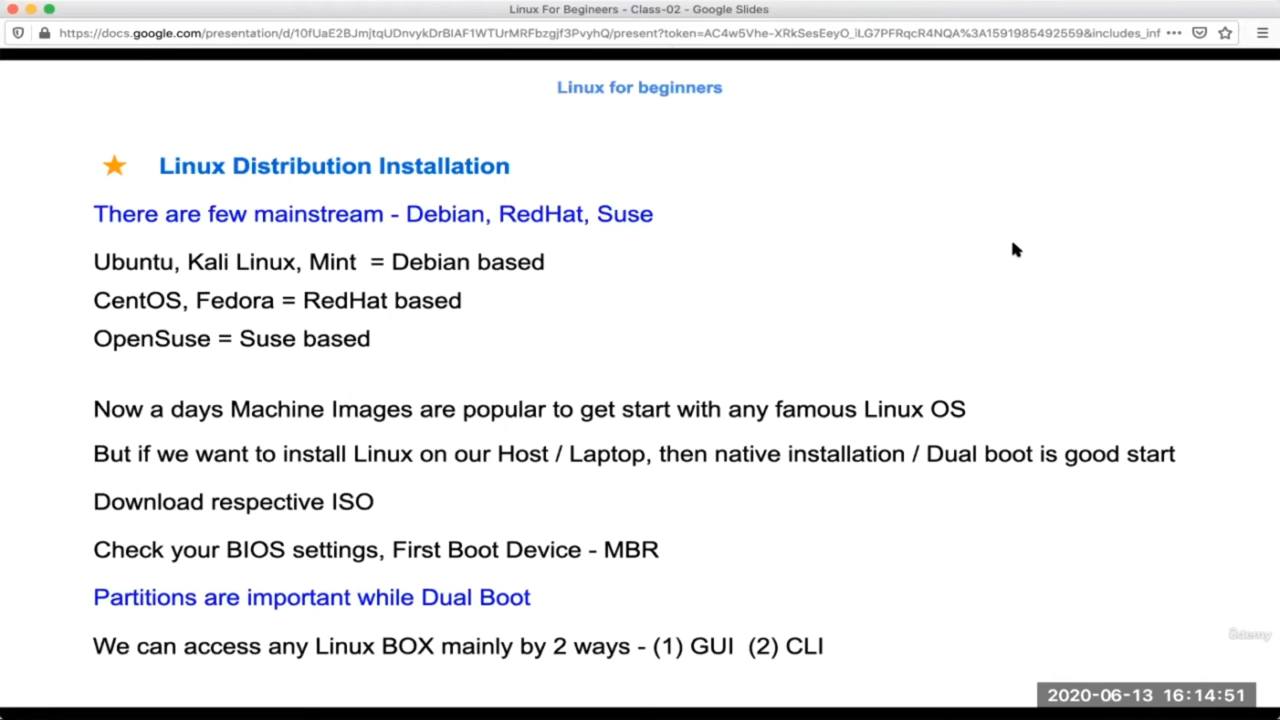 Linux For Begineers - Class-02 - Google Slides
Linux for beginners
Linux Distribution Installation
There are few mainstream - Debian, RedHat, Suse
Ubuntu, Kali Linux, Mint = Debian based
CentOS, Fedora = RedHat based
OpenSuse = Suse based
Now a days Machine Images are popular to get start with any famous Linux OS
But if we want to install Linux on our Host / Laptop, then native installation / Dual boot is good start
Download respective ISO
Check your BIOS settings, First Boot Device - MBR
Partitions are important while Dual Boot
We can access any Linux BOX mainly by 2 ways - (1) GUI (2) CLI
ûdemy
2020-06-13 16:14:51